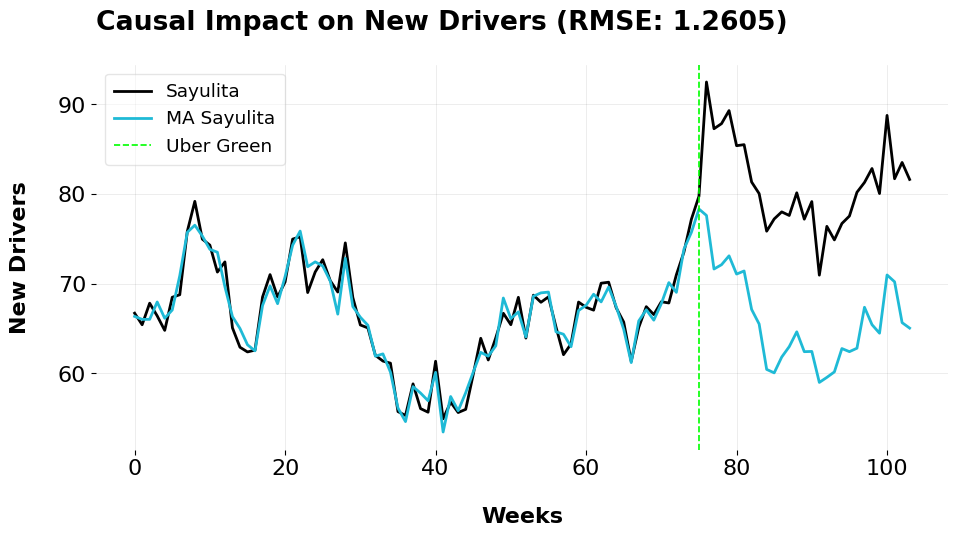 Causal Impact on New Drivers (RMSE: 1.2605)
Sayulita
MA Sayulita
Uber Green
New Drivers
90
80
70
60
0 20 40 60 80 100
Weeks